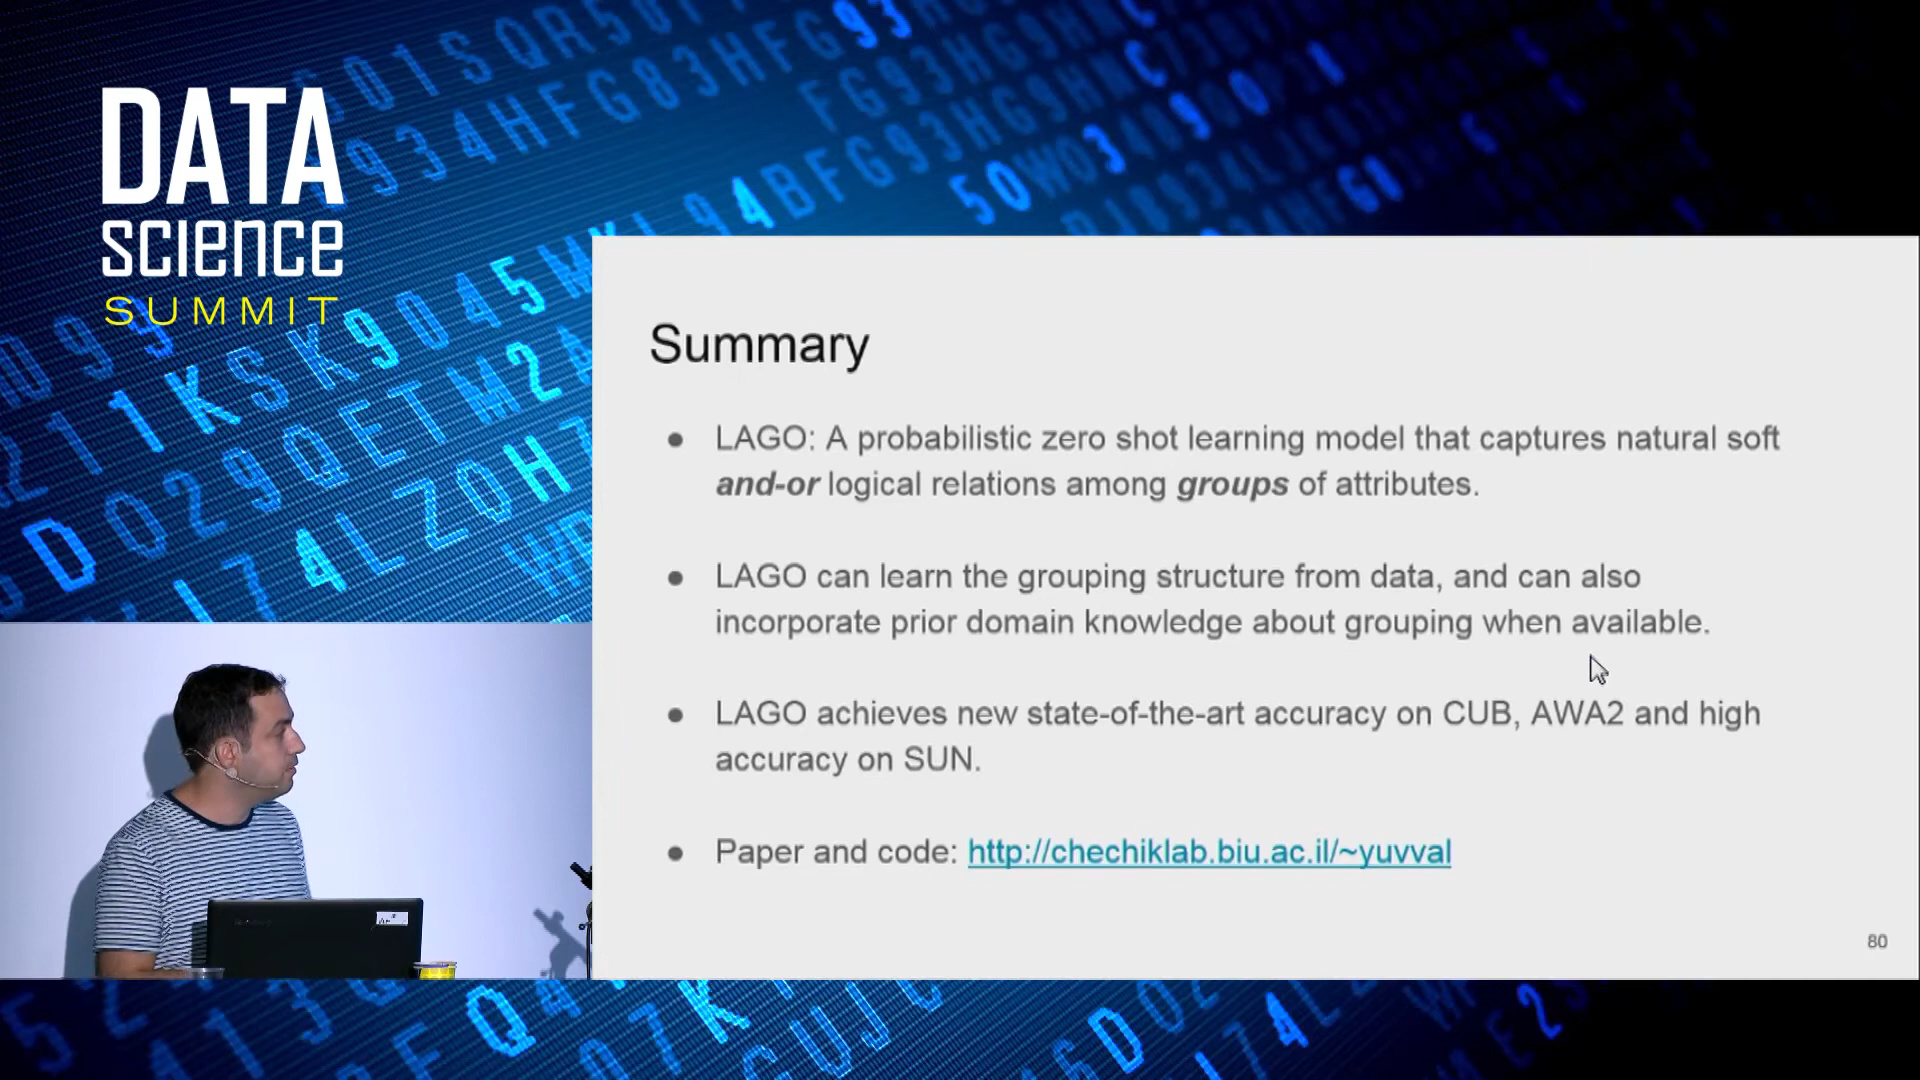 DATA
science
SUMMIT
Summary
● LAGO: A probabilistic zero shot learning model that captures natural soft
and-or logical relations among groups of attributes.
● LAGO can learn the grouping structure from data, and can also
incorporate prior domain knowledge about grouping when available.
● LAGO achieves new state-of-the-art accuracy on CUB, AWA2 and high
accuracy on SUN.
● Paper and code: http://chechiklab.biu.ac.il/~yuvval
80